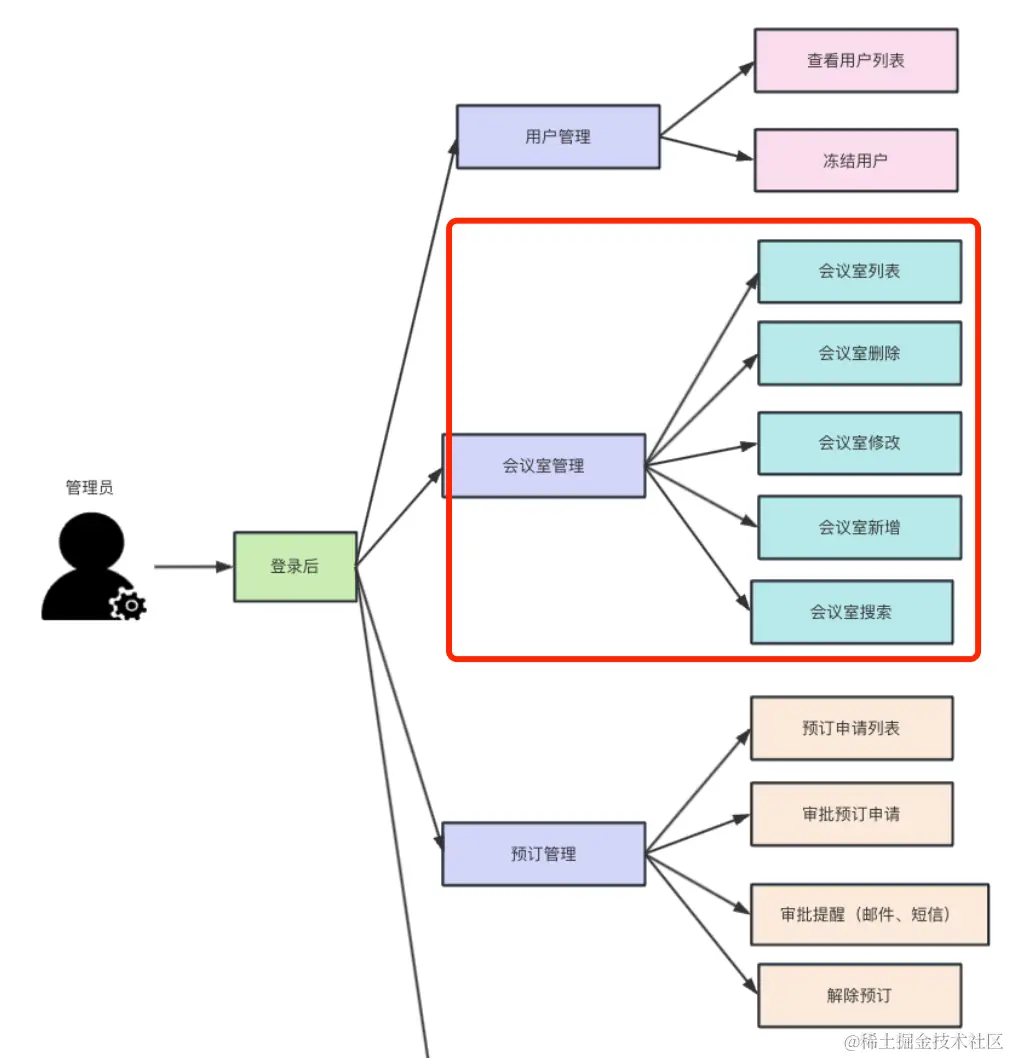 查看用户列表
用户管理
冻结用户
会议室列表
会议室删除
会议室修改
会议室管理
管理员
会议室新增
登录后
会议室搜索
预订申请列表
审批预订申请
预订管理
审批提醒（邮件、短信）
解除预订
@稀土掘金技术社区